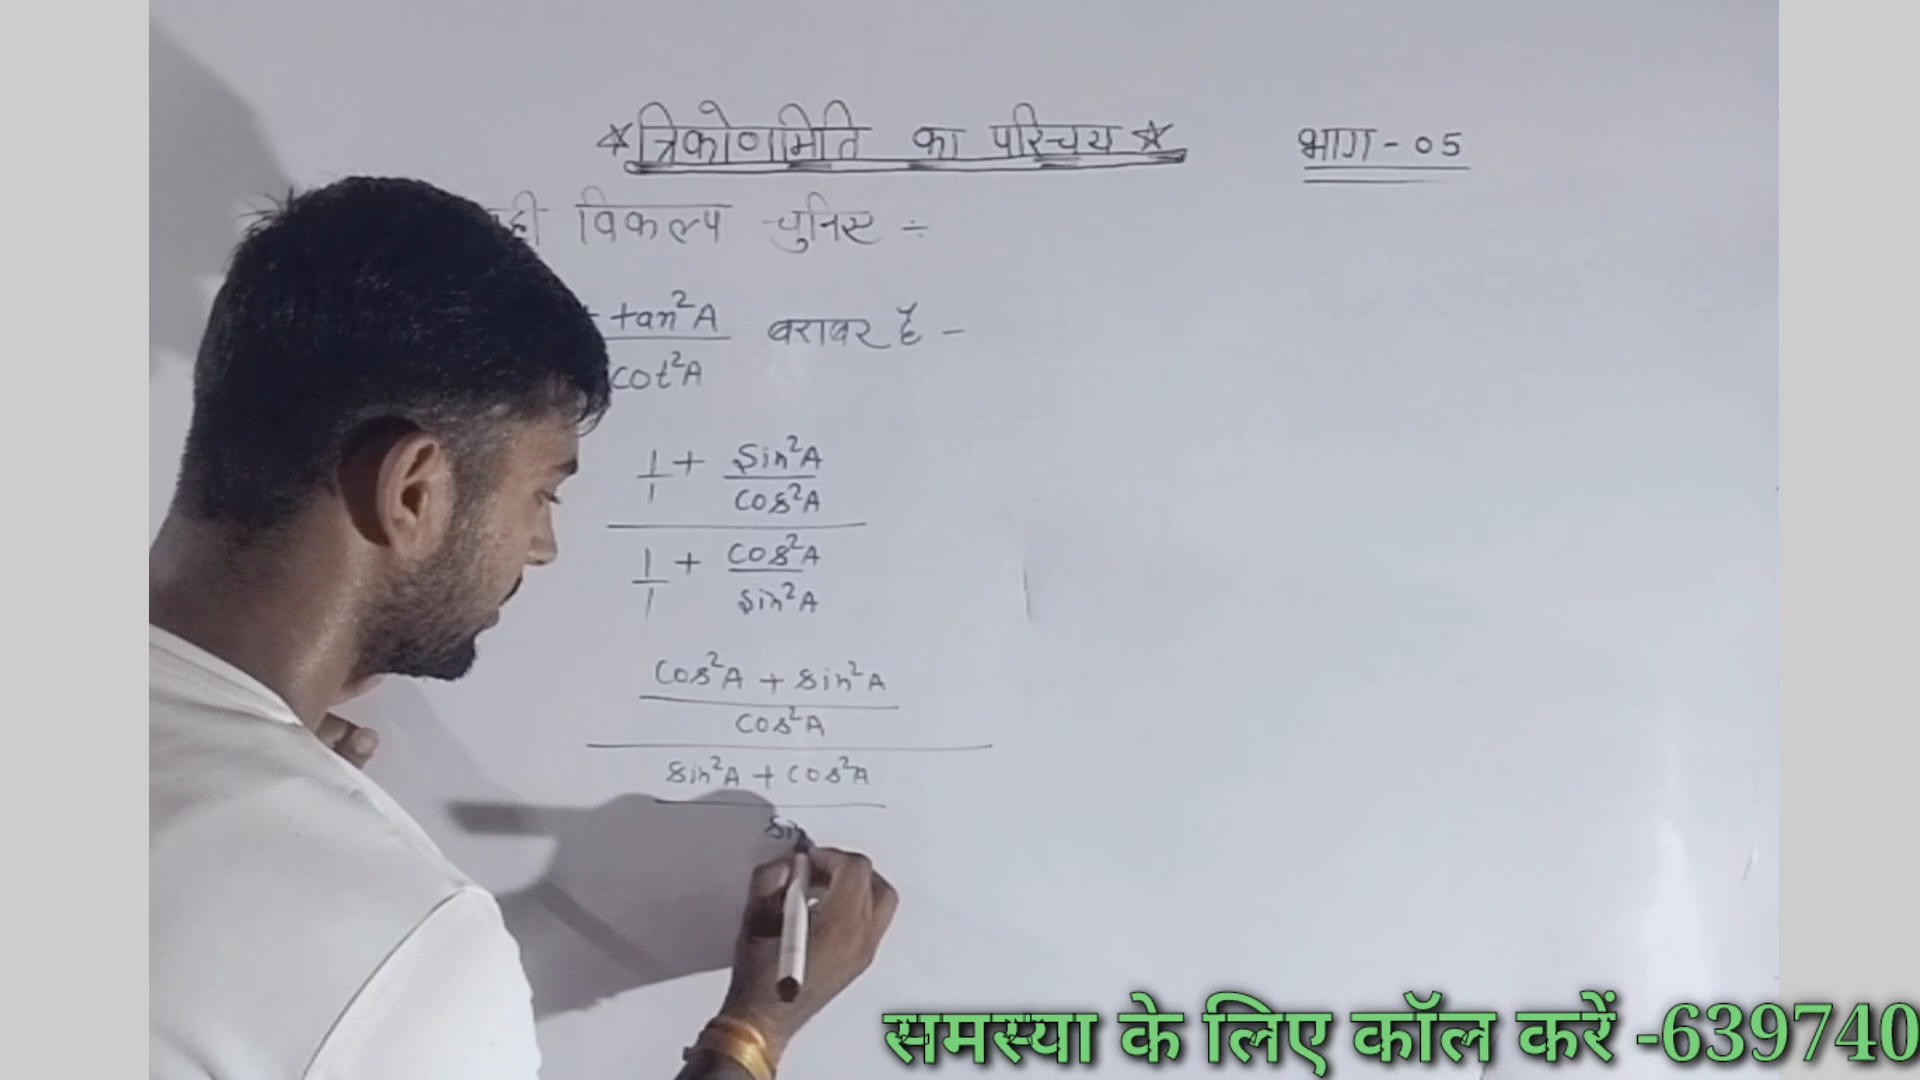 ☆ त्रिकोणमिति का परिचय ☆ भाग - 05
विकल्प चुनिए ÷
tan²A / cot²A बराबर है -
1/1 + Sin²A/Cos²A
1/1 + Cos²A/Sin²A
Cos²A + Sin²A
Cos²A
Sin²A + Cos²A
Sin
समस्या के लिए कॉल करें -639740